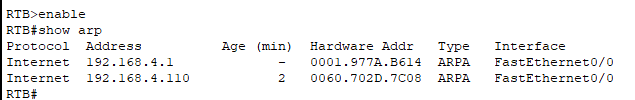 RTB>enable
RTB#show arp
Protocol  Address          Age (min)  Hardware Addr   Type   Interface
Internet  192.168.4.1             -   0001.977A.B614  ARPA   FastEthernet0/0
Internet  192.168.4.110           2   0060.702D.7C08  ARPA   FastEthernet0/0
RTB#